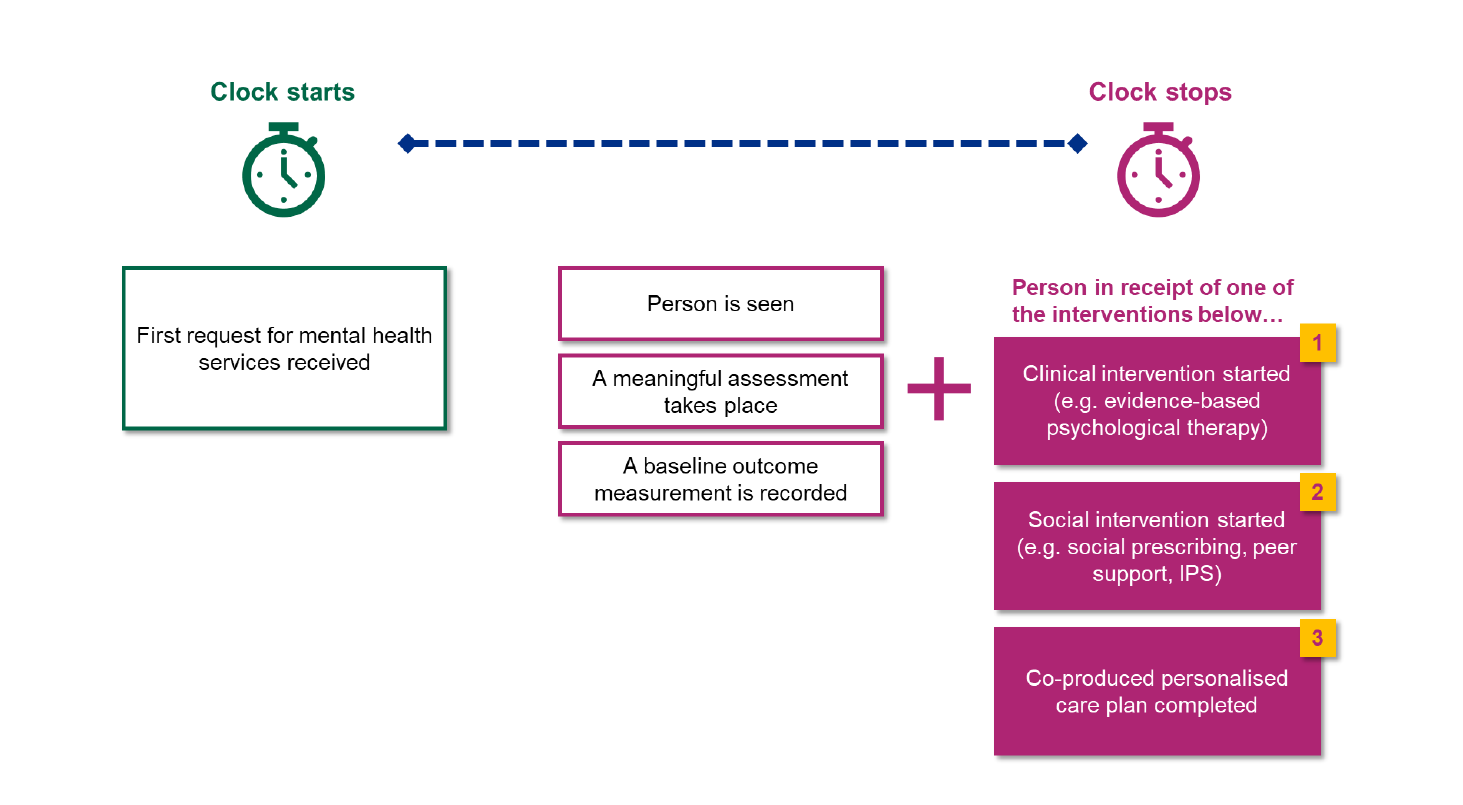 Clock starts
Clock stops
First request for mental health
services received
Person is seen
A meaningful assessment
takes place
A baseline outcome
measurement is recorded
Person in receipt of one of
the interventions below…
1
Clinical intervention started
(e.g. evidence-based
psychological therapy)
2
Social intervention started
(e.g. social prescribing, peer
support, IPS)
3
Co-produced personalised
care plan completed